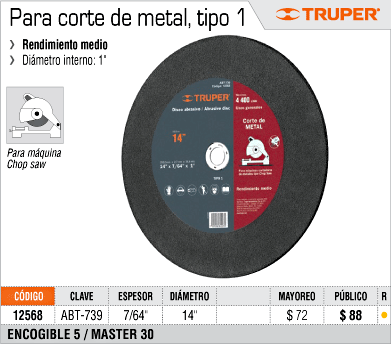 Para corte de metal, tipo 1
TRUPER®
Rendimiento medio
Diámetro interno: 1"
Para máquina
Chop saw
TRUPER
Disco abrasivo / Abrasive disc
14"
14" x 7/64" x 1"
TIPO 1
4 400 RPM
Corte de
METAL
Rendimiento medio
CÓDIGO CLAVE ESPESOR DIÁMETRO MAYOREO PÚBLICO R
12568 ABT-739 7/64" 14" $ 72 $ 88
ENCOGIBLE 5 / MASTER 30